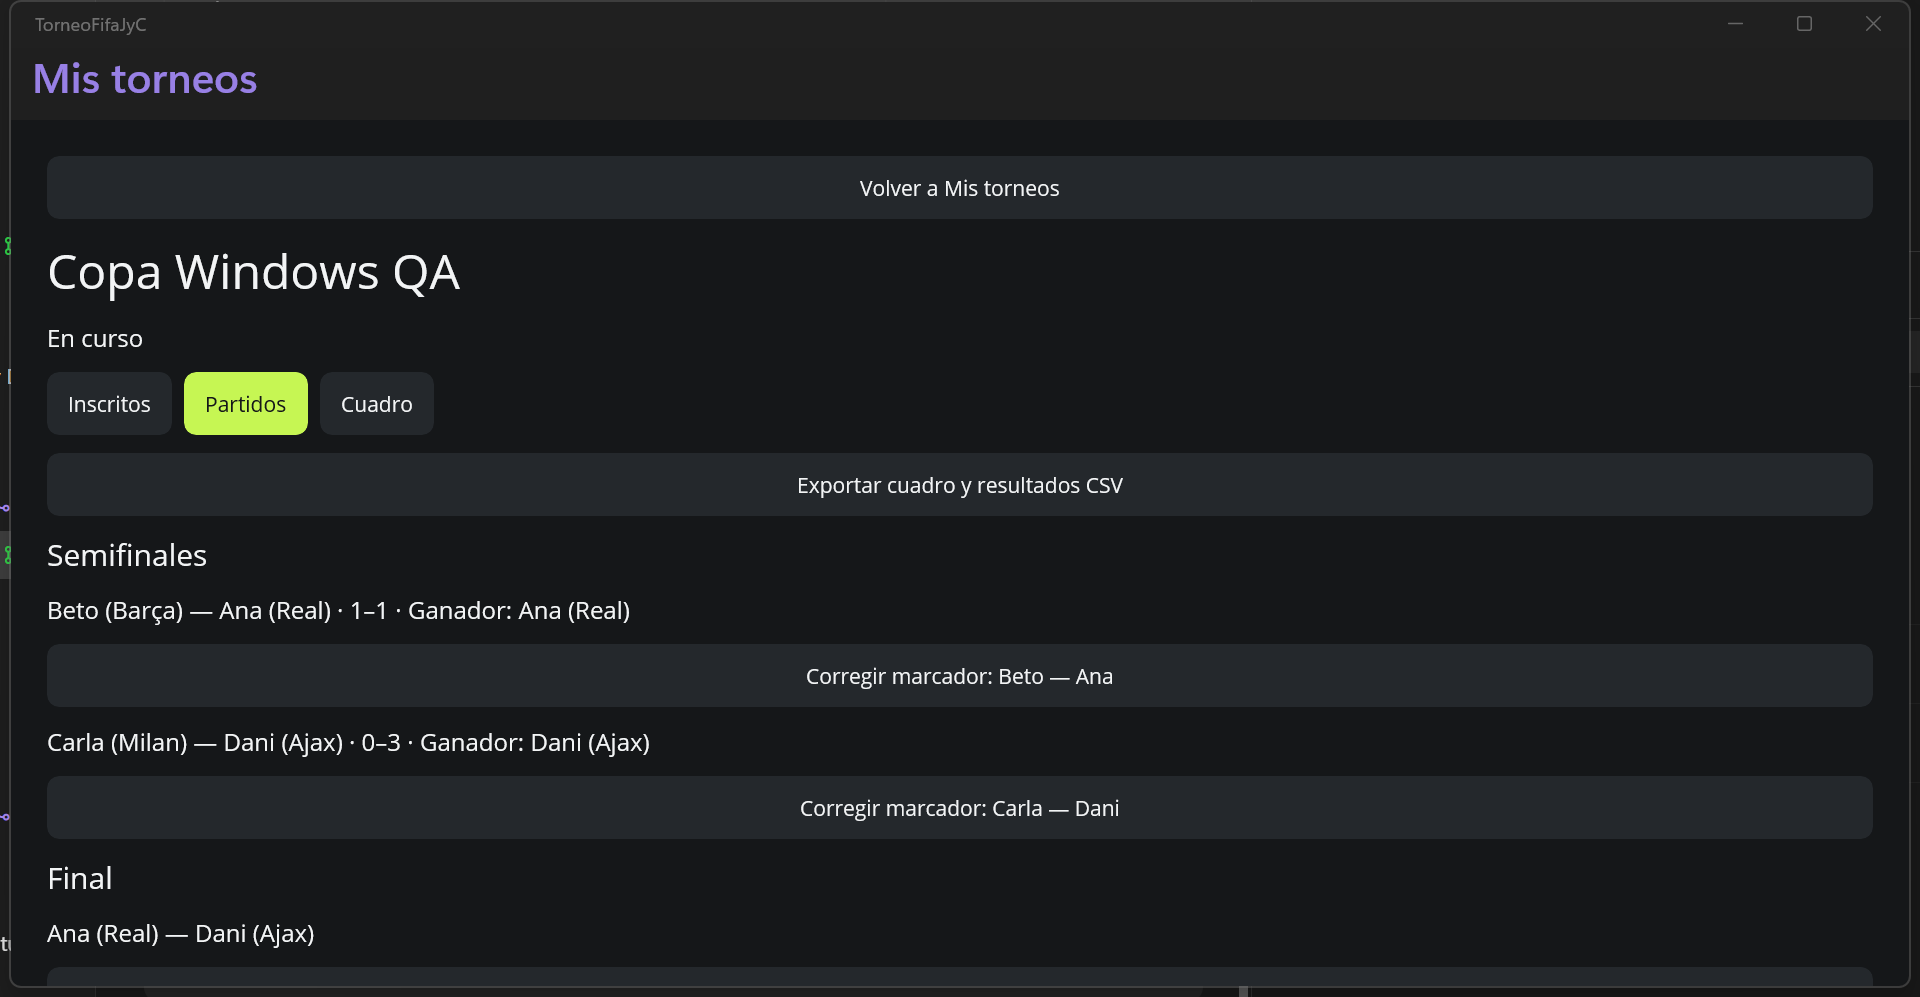 TorneoFifaJyC
Mis torneos
Volver a Mis torneos
Copa Windows QA
En curso
Inscritos
Partidos
Cuadro
Exportar cuadro y resultados CSV
Semifinales
Beto (Barça) — Ana (Real) · 1–1 · Ganador: Ana (Real)
Corregir marcador: Beto — Ana
Carla (Milan) — Dani (Ajax) · 0–3 · Ganador: Dani (Ajax)
Corregir marcador: Carla — Dani
Final
Ana (Real) — Dani (Ajax)